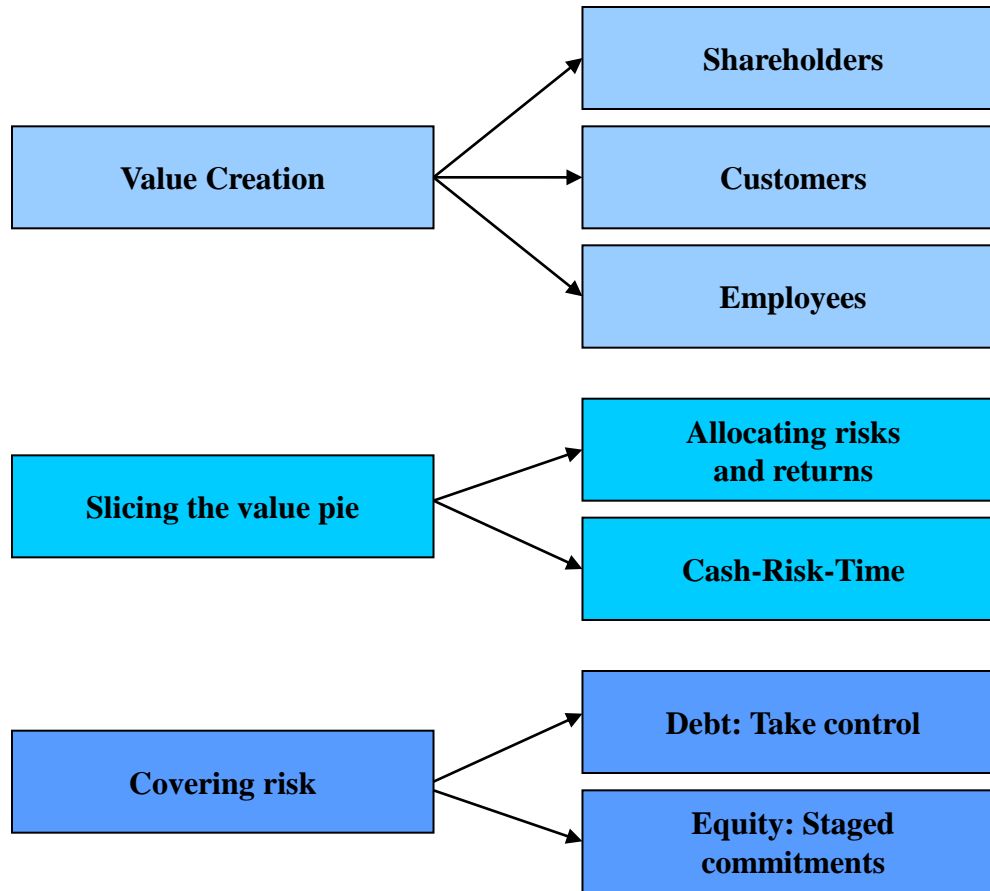 Shareholders
Value Creation
Customers
Employees
Allocating risks
and returns
Slicing the value pie
Cash-Risk-Time
Debt: Take control
Covering risk
Equity: Staged
commitments